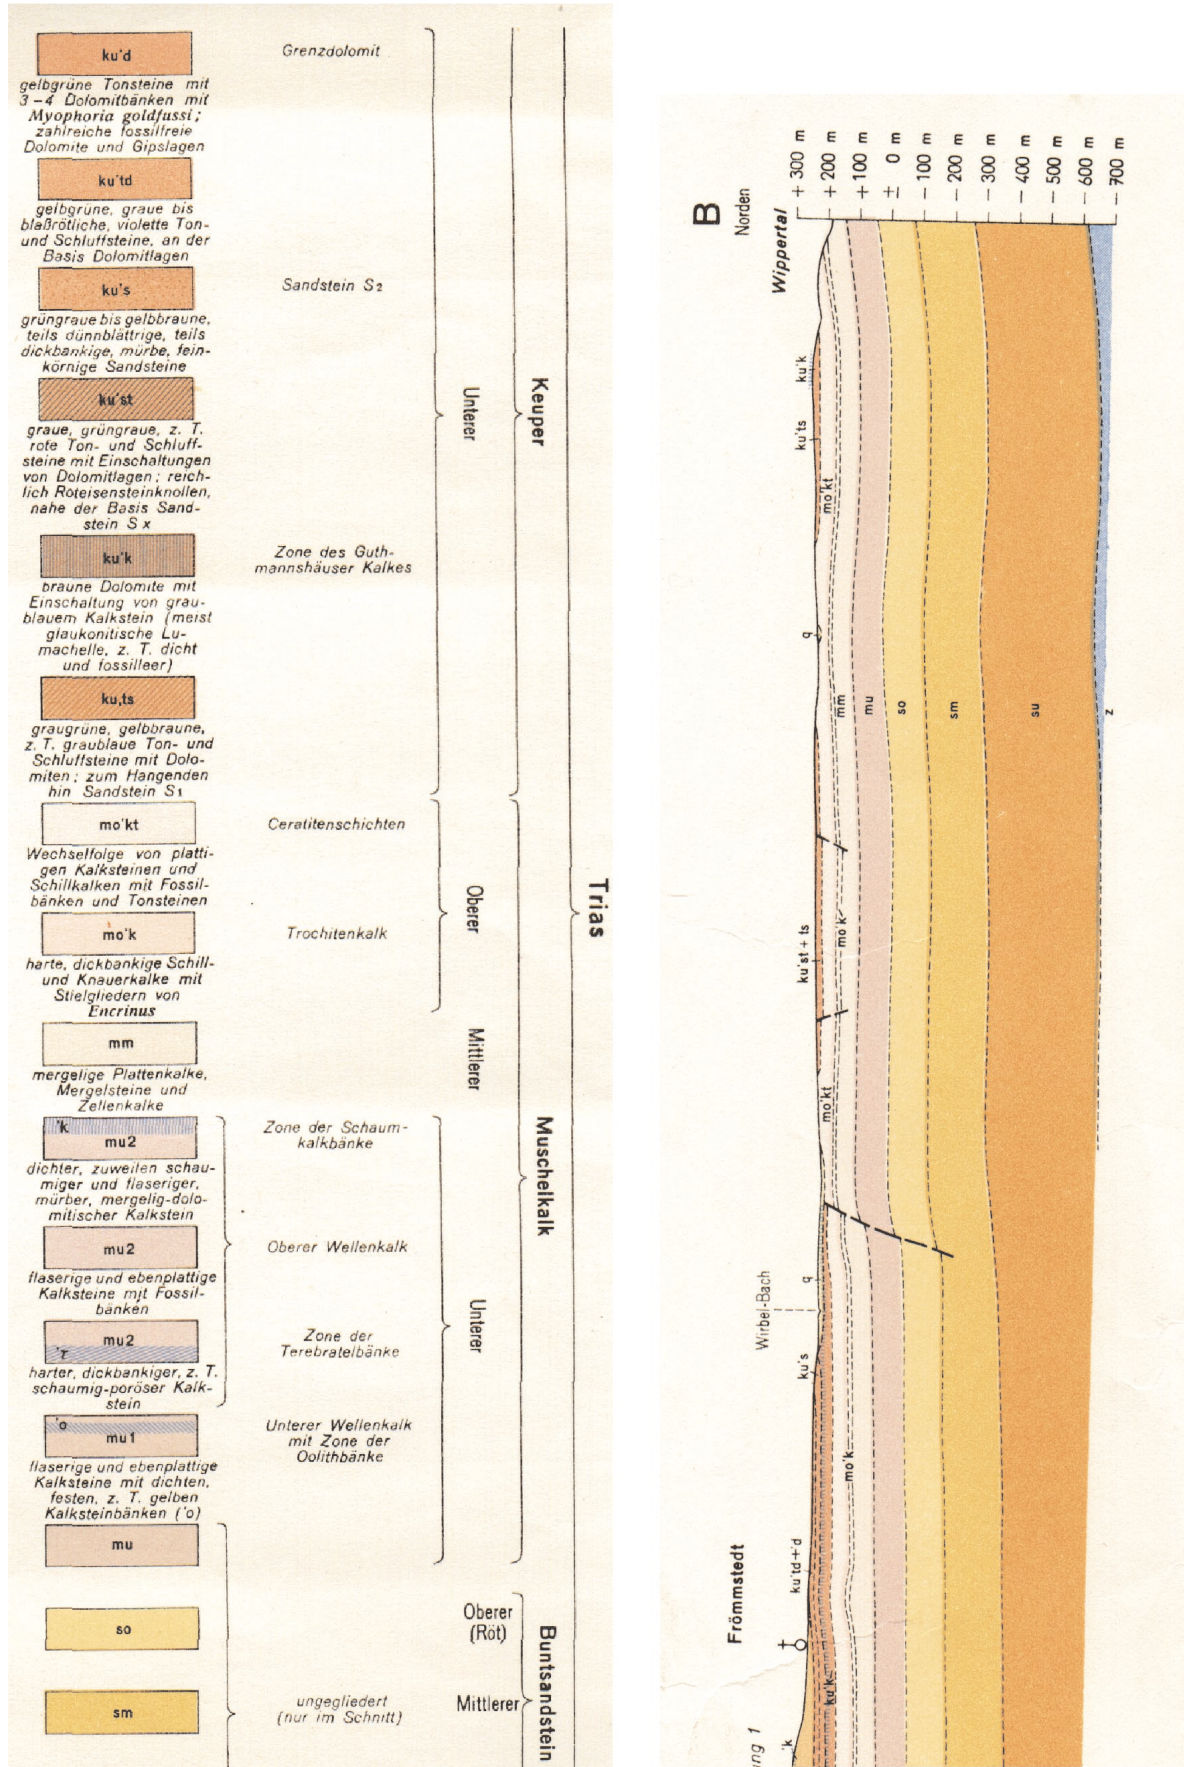 ku'd
Grenzdolomit
gelbgrüne Tonsteine mit
3–4 Dolomitbänken mit
Myophoria goldfussi;
zahlreiche fossilfreie
Dolomite und Gipslagen
ku'td
gelbgrüne, graue bis
blaßrötliche, violette Ton-
und Schluffsteine, an der
Basis Dolomitlagen
ku's
Sandstein S2
grüngraue bis gelbbraune,
teils dünnblättrige, teils
dickbankige, mürbe, fein-
körnige Sandsteine
ku'st
graue, grüngraue, z. T.
rote Ton- und Schluff-
steine mit Einschaltungen
von Dolomitlagen; reich-
lich Roteisensteinknollen,
nahe der Basis Sand-
stein S x
ku'k
Zone des Guth-
mannshäuser Kalkes
braune Dolomite mit
Einschaltung von grau-
blauem Kalkstein (meist
glaukonitische Lu-
machelle, z. T. dicht
und fossilleer)
ku,ts
graugrüne, gelbbraune,
z. T. graublaue Ton- und
Schluffsteine mit Dolo-
miten; zum Hangenden
hin Sandstein S1
Unterer
Keuper
mo'kt
Ceratitenschichten
Wechselfolge von platti-
gen Kalksteinen und
Schillkalken mit Fossil-
bänken und Tonsteinen
mo'k
Trochitenkalk
harte, dickbankige Schill-
und Knauerkalke mit
Stielgliedern von
Encrinus
Oberer
mm
mergelige Plattenkalke,
Mergelsteine und
Zellenkalke
Mittlerer
'k
mu2
Zone der Schaum-
kalkbänke
dichter, zuweilen schau-
miger und flaseriger,
mürber, mergelig-dolo-
mitischer Kalkstein
mu2
Oberer Wellenkalk
flaserige und ebenplattige
Kalksteine mit Fossil-
bänken
mu2
'τ
Zone der
Terebratelbänke
harter, dickbankiger, z. T.
schaumig-poröser Kalk-
stein
'o
mu1
Unterer Wellenkalk
mit Zone der
Oolithbänke
flaserige und ebenplattige
Kalksteine mit dichten,
festen, z. T. gelben
Kalksteinbänken ('o)
mu
Unterer
Muschelkalk
so
Oberer
(Röt)
sm
ungegliedert
(nur im Schnitt)
Mittlerer
Buntsandstein
Trias
B
Norden
Wippertal
+ 300 m
+ 200 m
+ 100 m
± 0 m
– 100 m
– 200 m
– 300 m
– 400 m
– 500 m
– 600 m
– 700 m
ku'k
ku'ts
mo'kt
q
mm
mu
so
sm
su
z
ku'st + ts
mo'k
mo'kt
Wirbel-Bach
q
ku's
mo'k
Frömmstedt
ku'td+'d
ku'k
'k
ung 1